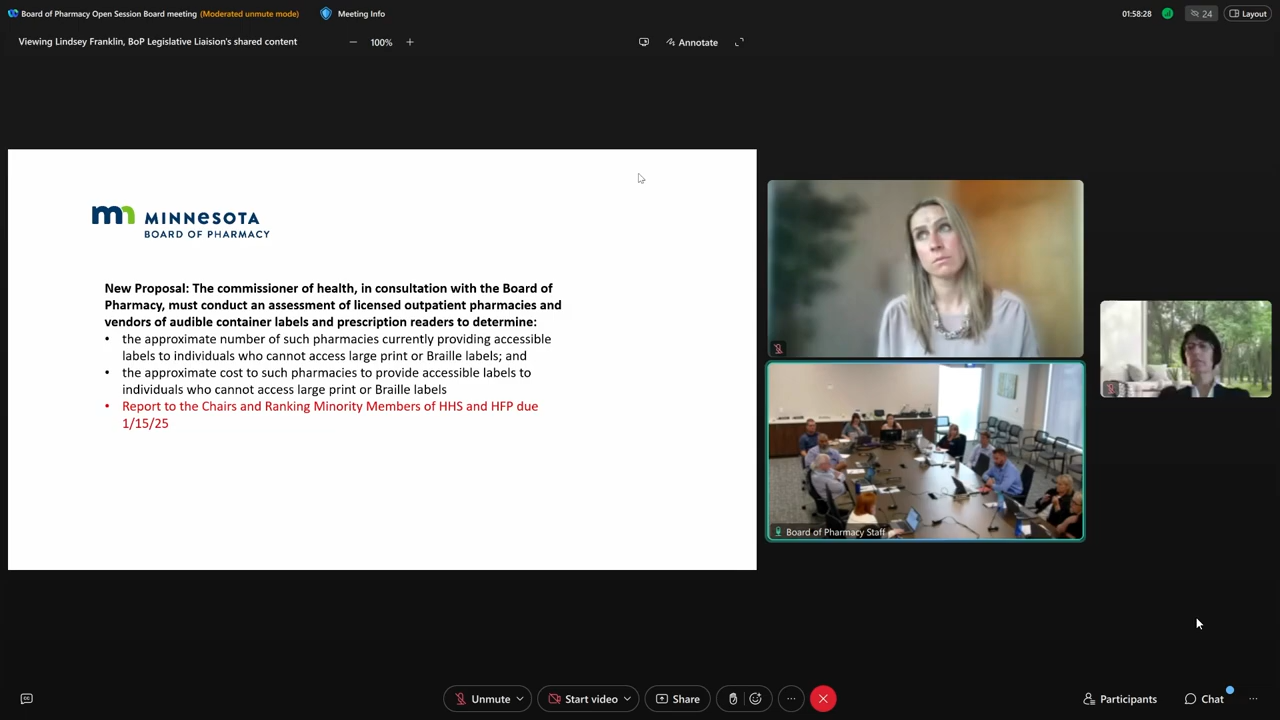 Board of Pharmacy Open Session Board meeting (Moderated unmute mode) Meeting Info 01:58:28 24 Layout
Viewing Lindsey Franklin, BoP Legislative Liaision's shared content 100% Annotate
mn MINNESOTA
BOARD OF PHARMACY
New Proposal: The commissioner of health, in consultation with the Board of
Pharmacy, must conduct an assessment of licensed outpatient pharmacies and
vendors of audible container labels and prescription readers to determine:
• the approximate number of such pharmacies currently providing accessible
labels to individuals who cannot access large print or Braille labels; and
• the approximate cost to such pharmacies to provide accessible labels to
individuals who cannot access large print or Braille labels
• Report to the Chairs and Ranking Minority Members of HHS and HFP due
1/15/25
Board of Pharmacy Staff
CC Unmute Start video Share Participants Chat